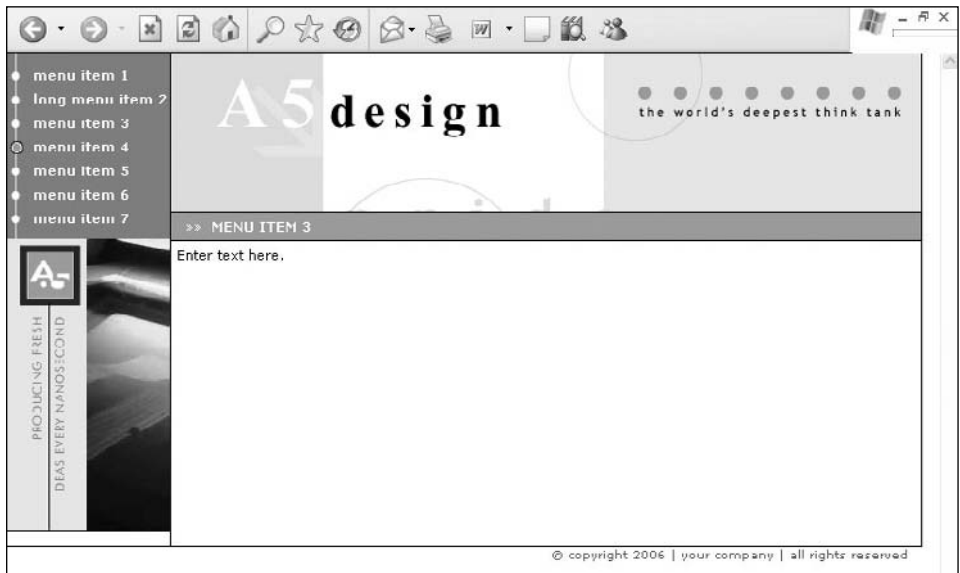 menu item 1
long menu item 2
menu item 3
menu item 4
menu Item 5
menu item 6
menu item 7
A5 design
the world's deepest think tank
>> MENU ITEM 3
Enter text here.
A5
PRODUCING FRESH
DEAS EVERY NANOSECOND
© copyright 2006 | your company | all rights reserved